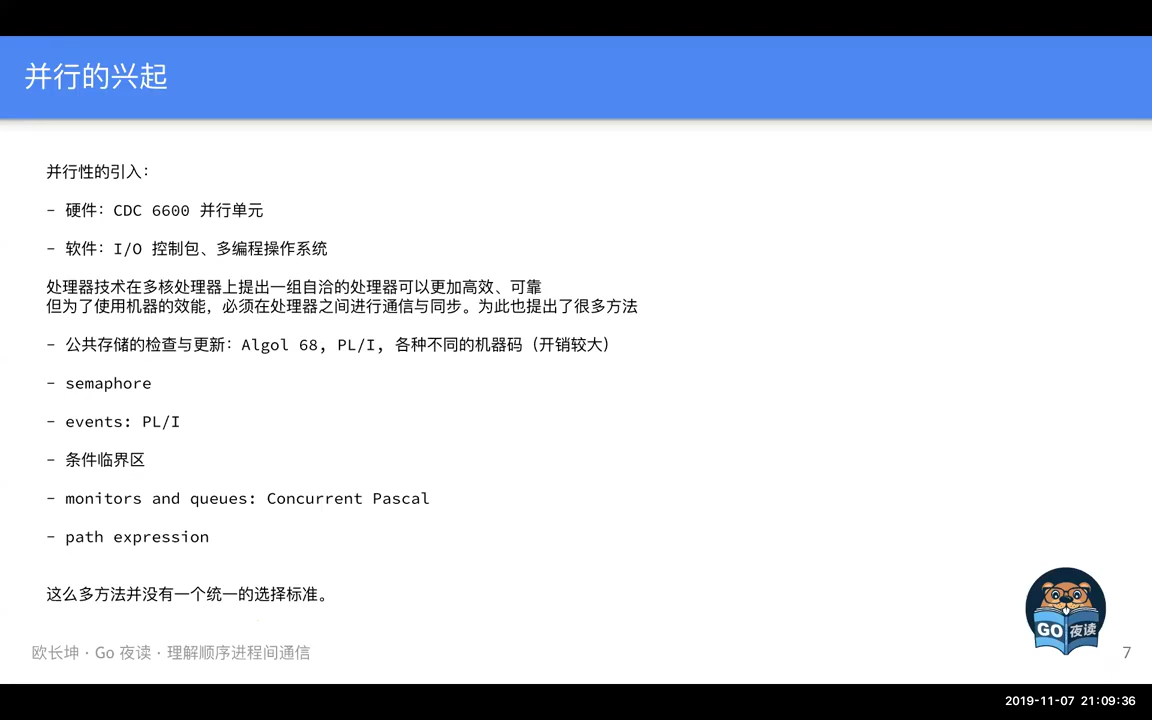 并行的兴起
并行性的引入：
- 硬件：CDC 6600 并行单元
- 软件：I/O 控制包、多编程操作系统
处理器技术在多核处理器上提出一组自洽的处理器可以更加高效、可靠
但为了使用机器的效能，必须在处理器之间进行通信与同步。为此也提出了很多方法
- 公共存储的检查与更新：Algol 68, PL/I, 各种不同的机器码（开销较大）
- semaphore
- events: PL/I
- 条件临界区
- monitors and queues: Concurrent Pascal
- path expression
这么多方法并没有一个统一的选择标准。
GO 夜读
欧长坤 · Go 夜读 · 理解顺序进程间通信
7
2019-11-07 21:09:36